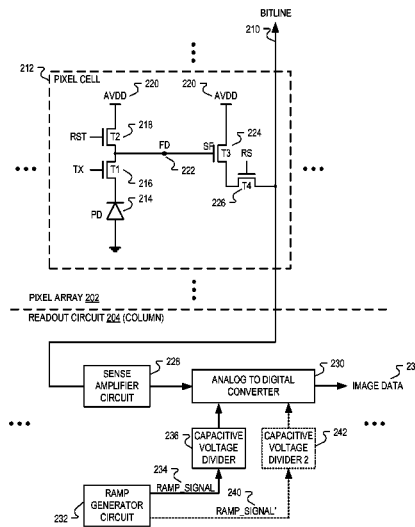 BITLINE
210
212
PIXEL CELL
220 220
AVDD AVDD
218
RST T2
224
FD SF T3
RS
TX T1
216 222
T4
226
214
PD
PIXEL ARRAY 202
READOUT CIRCUIT 204 (COLUMN)
228 230 23
SENSE
AMPLIFIER
CIRCUIT
ANALOG TO DIGITAL
CONVERTER
IMAGE DATA
236
CAPACITIVE
VOLTAGE
DIVIDER
242
CAPACITIVE
VOLTAGE
DIVIDER 2
234
RAMP_SIGNAL
240
RAMP_SIGNAL'
232
RAMP
GENERATOR
CIRCUIT